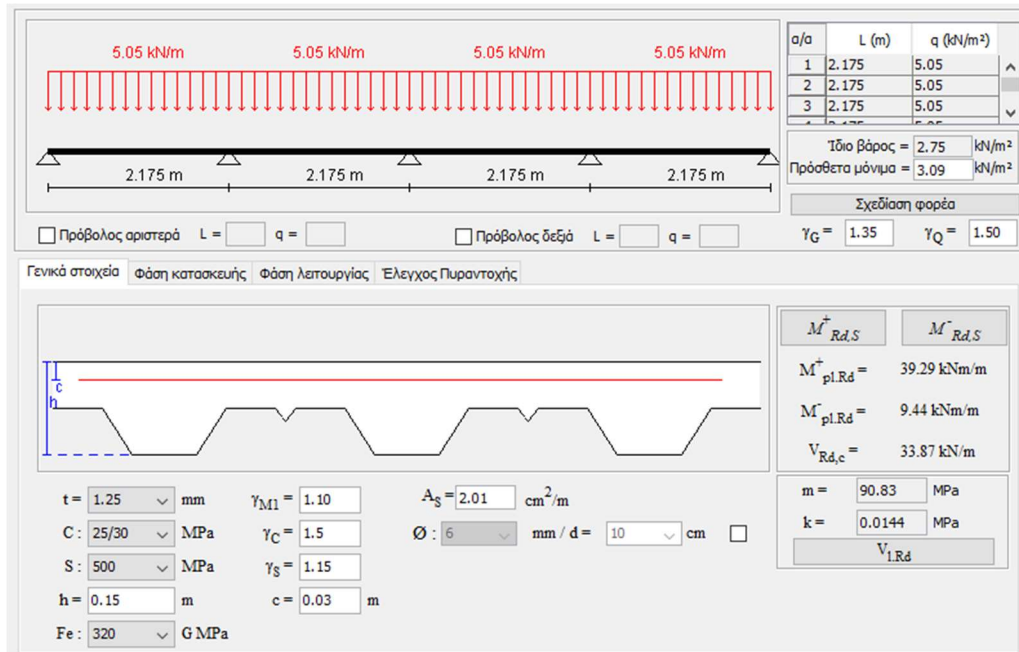 5.05 kN/m 5.05 kN/m 5.05 kN/m 5.05 kN/m
2.175 m 2.175 m 2.175 m 2.175 m
α/α L (m) q (kN/m²)
1 2.175 5.05
2 2.175 5.05
3 2.175 5.05
Ίδιο βάρος = 2.75 kN/m²
Πρόσθετα μόνιμα = 3.09 kN/m²
Σχεδίαση φορέα
Πρόβολος αριστερά L = q =
Πρόβολος δεξιά L = q =
γG = 1.35 γQ = 1.50
Γενικά στοιχεία Φάση κατασκευής Φάση λειτουργίας Έλεγχος Πυραντοχής
c
h
M+Rd,S M-Rd,S
M+pl.Rd = 39.29 kNm/m
M-pl.Rd = 9.44 kNm/m
VRd,c = 33.87 kN/m
m = 90.83 MPa
k = 0.0144 MPa
V1.Rd
t = 1.25 mm γM1 = 1.10 AS = 2.01 cm2/m
C : 25/30 MPa γC = 1.5 Ø : 6 mm / d = 10 cm
S : 500 MPa γS = 1.15
h = 0.15 m c = 0.03 m
Fe : 320 G MPa